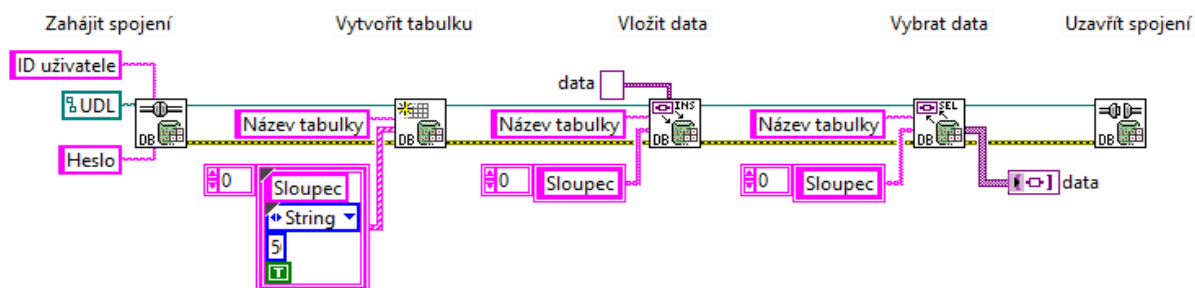 Zahájit spojení
Vytvořit tabulku
Vložit data
Vybrat data
Uzavřít spojení
ID uživatele
UDL
Heslo
DB
Název tabulky
DB
0
Sloupec
String
5
T
data
INS
Název tabulky
DB
0
Sloupec
SEL
Název tabulky
DB
0
Sloupec
data
DB